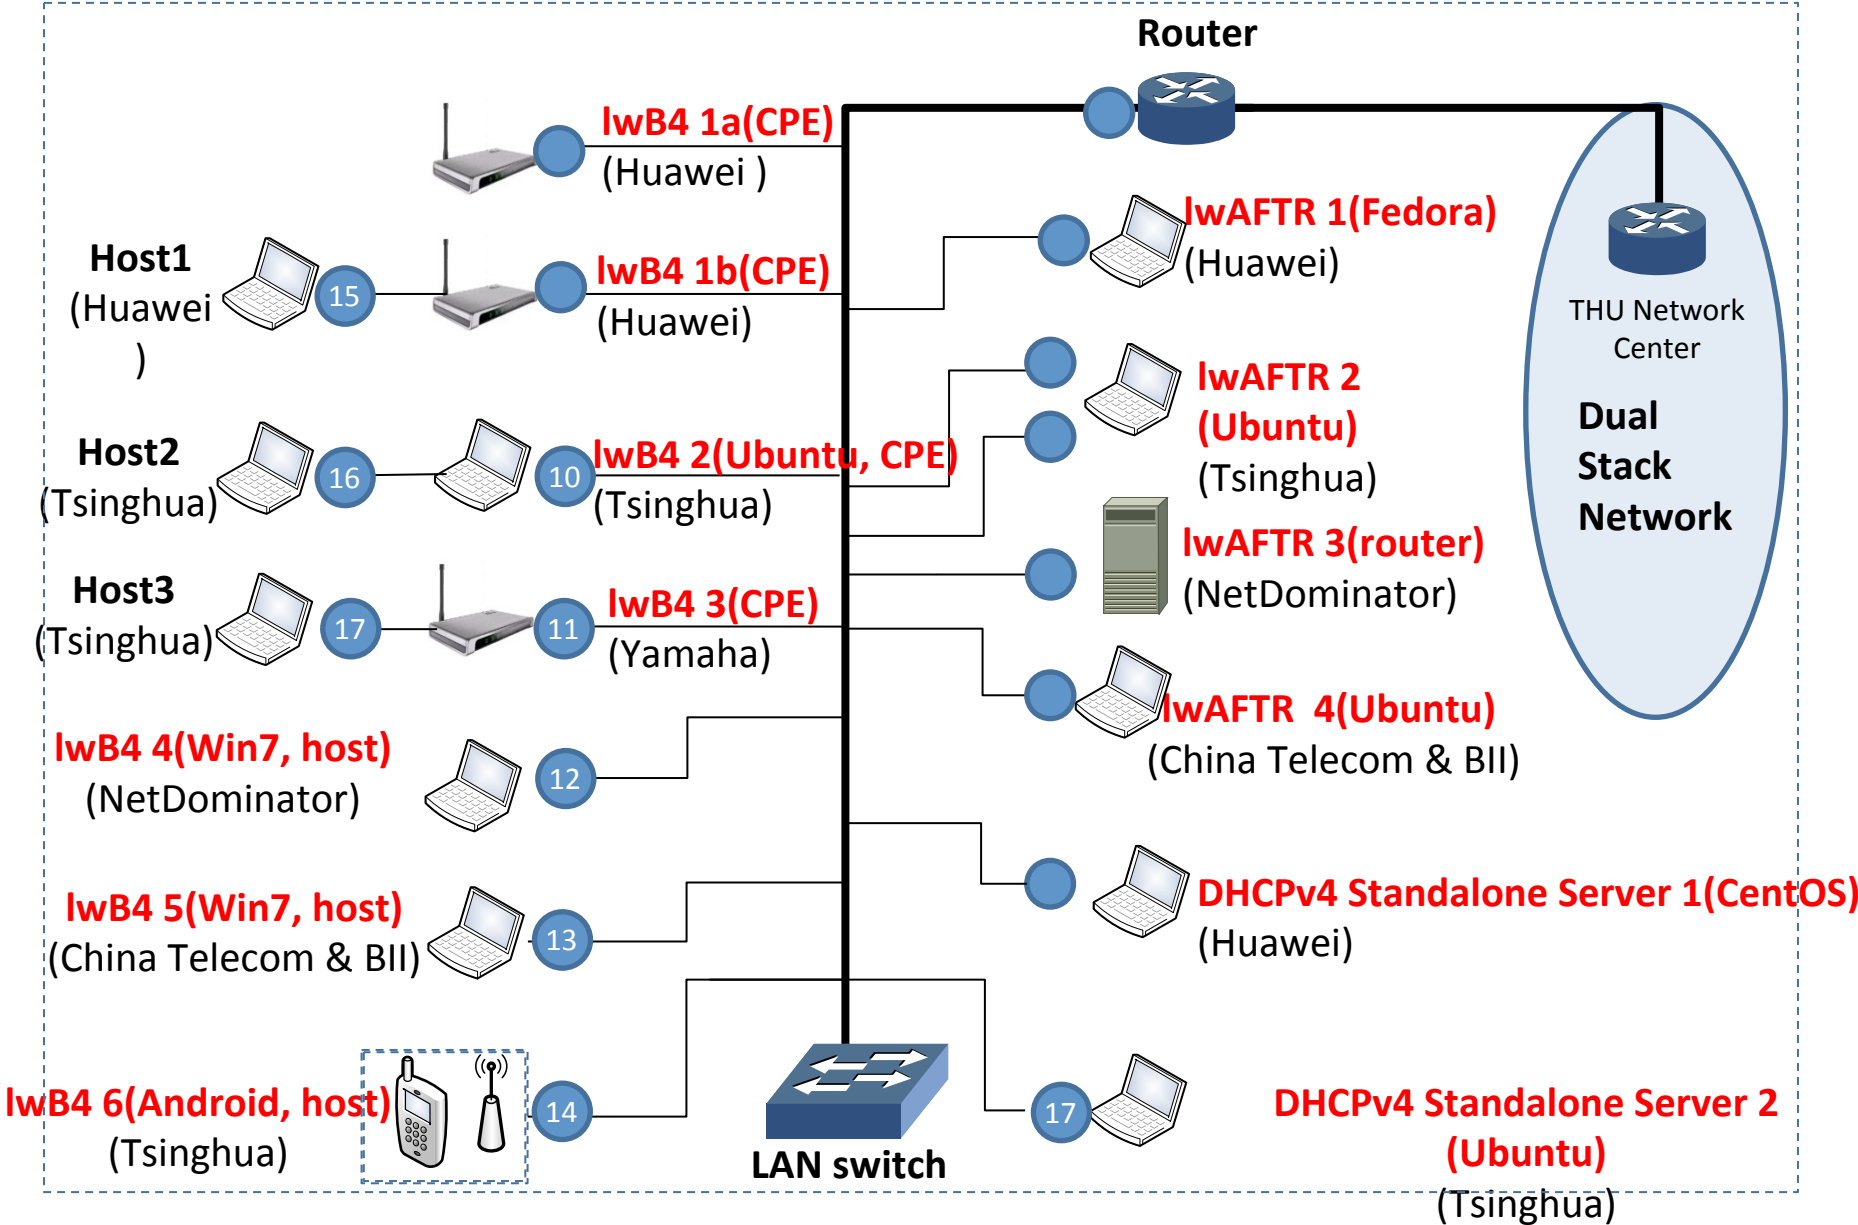 Router
lwB4 1a(CPE)
(Huawei )
Host1
(Huawei
)
15
lwB4 1b(CPE)
(Huawei)
Host2
(Tsinghua)
16
10
lwB4 2(Ubuntu, CPE)
(Tsinghua)
Host3
(Tsinghua)
17
11
lwB4 3(CPE)
(Yamaha)
lwB4 4(Win7, host)
(NetDominator)
12
lwB4 5(Win7, host)
(China Telecom & BII)
13
lwB4 6(Android, host)
(Tsinghua)
14
LAN switch
lwAFTR 1(Fedora)
(Huawei)
lwAFTR 2
(Ubuntu)
(Tsinghua)
lwAFTR 3(router)
(NetDominator)
lwAFTR  4(Ubuntu)
(China Telecom & BII)
DHCPv4 Standalone Server 1(CentOS)
(Huawei)
17
DHCPv4 Standalone Server 2
(Ubuntu)
(Tsinghua)
THU Network
Center
Dual
Stack
Network